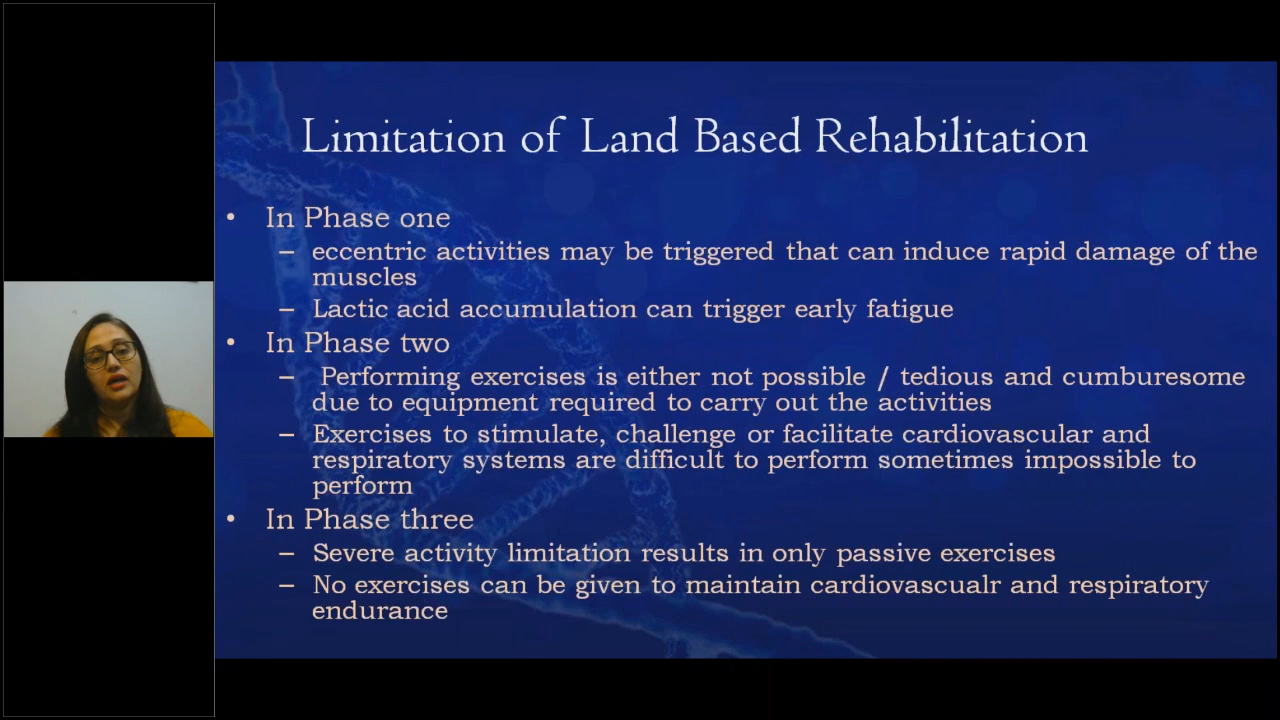 Limitation of Land Based Rehabilitation
• In Phase one
– eccentric activities may be triggered that can induce rapid damage of the
muscles
– Lactic acid accumulation can trigger early fatigue
• In Phase two
– Performing exercises is either not possible / tedious and cumburesome
due to equipment required to carry out the activities
– Exercises to stimulate, challenge or facilitate cardiovascular and
respiratory systems are difficult to perform sometimes impossible to
perform
• In Phase three
– Severe activity limitation results in only passive exercises
– No exercises can be given to maintain cardiovascualr and respiratory
endurance